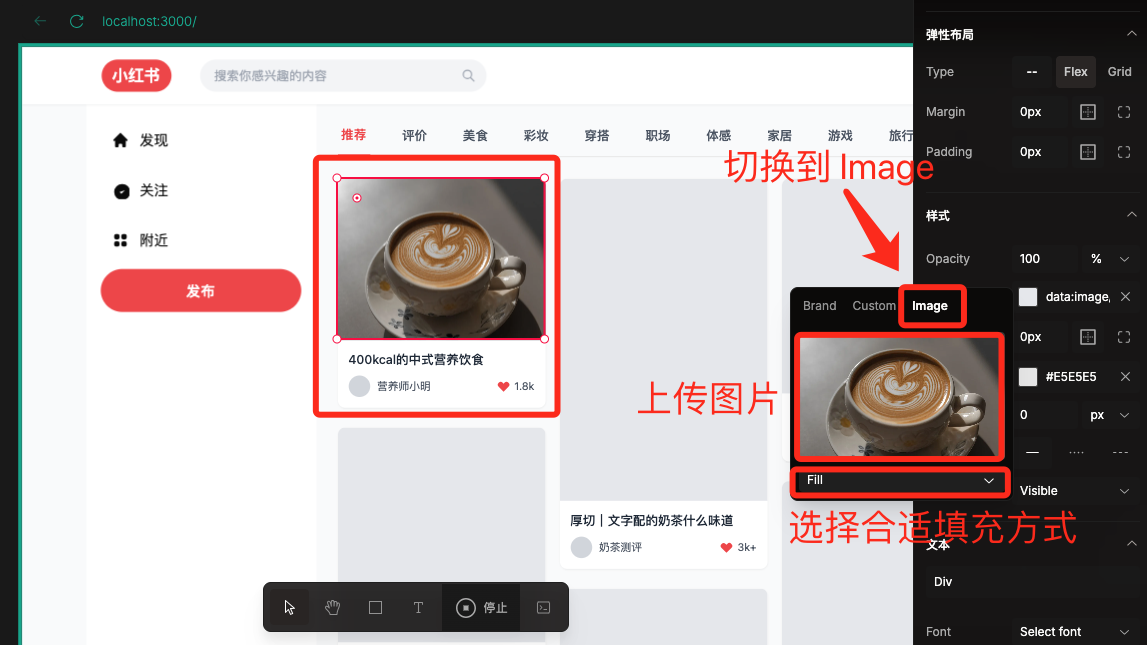 localhost:3000/
小红书
搜索你感兴趣的内容
发现
关注
附近
发布
推荐
评价
美食
彩妆
穿搭
职场
体感
家居
游戏
旅行
切换到 Image
400kcal的中式营养饮食
营养师小明
1.8k
厚切｜文字配的奶茶什么味道
奶茶测评
3k+
上传图片
Brand
Custom
Image
Fill
选择合适填充方式
停止
弹性布局
Type
--
Flex
Grid
Margin
0px
Padding
0px
样式
Opacity
100
%
data:image,
0px
#E5E5E5
0
px
Visible
文本
Div
Font
Select font